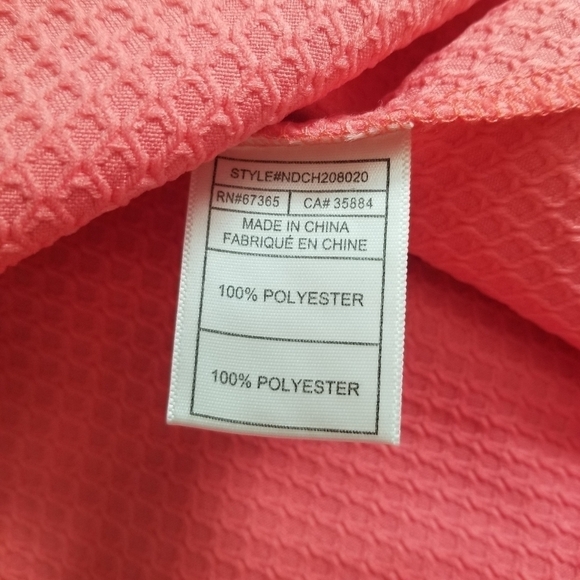 STYLE#NDCH208020
RN#67365 CA# 35884
MADE IN CHINA
FABRIQUÉ EN CHINE
100% POLYESTER
100% POLYESTER